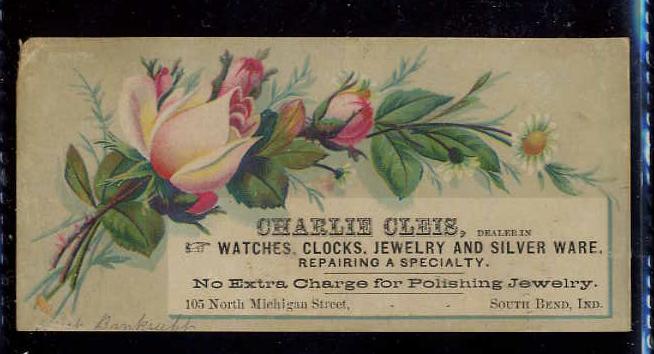 CHARLIE CLEIS, DEALER IN
☞ WATCHES, CLOCKS, JEWELRY AND SILVER WARE.
REPAIRING A SPECIALTY.
No Extra Charge for Polishing Jewelry.
105 North Michigan Street, - - SOUTH BEND, IND.
Bankrupt